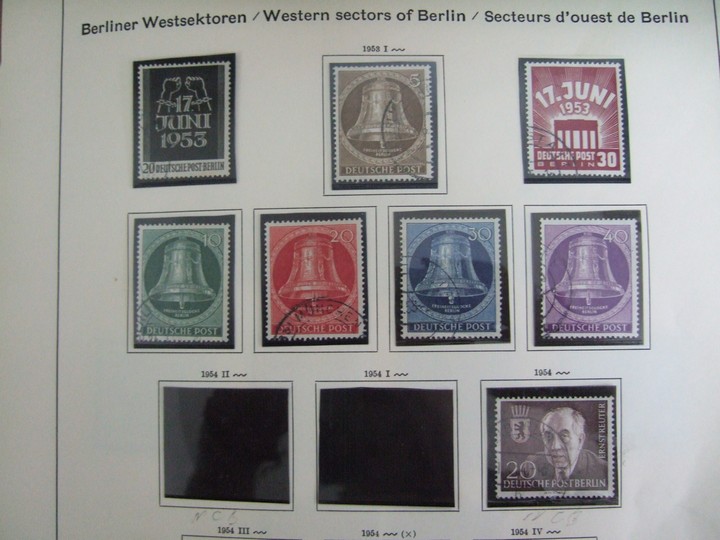 Berliner Westsektoren / Western sectors of Berlin / Secteurs d'ouest de Berlin
1953 I
17.
JUNI
1953
20 DEUTSCHE POST BERLIN
5
DEUTSCHE POST
17. JUNI
1953
DEUTSCHE POST
BERLIN 30
10
DEUTSCHE POST
20
DEUTSCHE POST
30
DEUTSCHE POST
40
DEUTSCHE POST
1954 II
1954 I
1954
ERNST REUTER
20
DEUTSCHE POST BERLIN
N C G
N C G
1954 III
1954 (X)
1954 IV